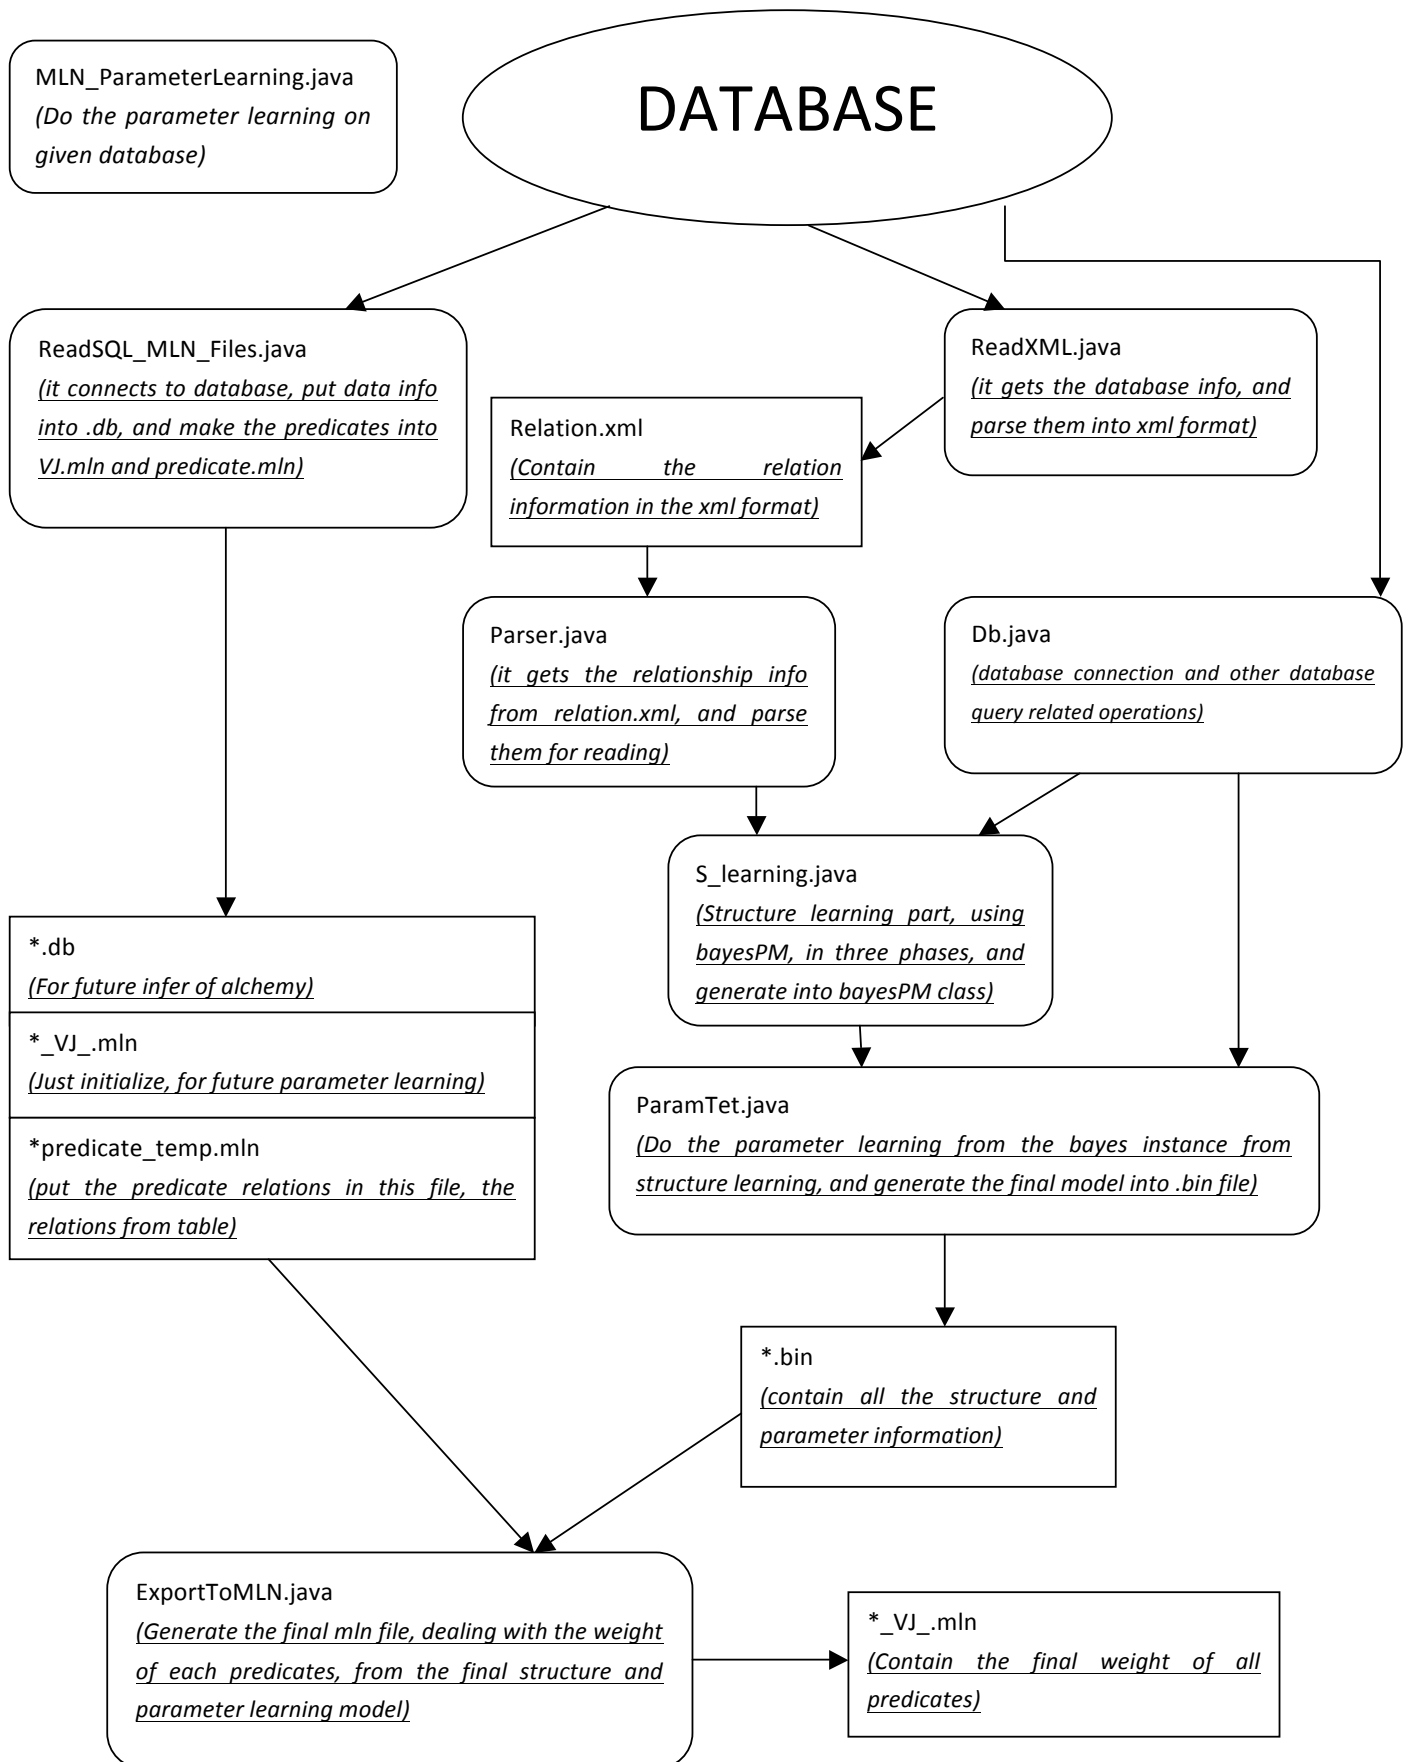 MLN_ParameterLearning.java
(Do the parameter learning on
given database)
DATABASE
ReadSQL_MLN_Files.java
(it connects to database, put data info
into .db, and make the predicates into
VJ.mln and predicate.mln)
ReadXML.java
(it gets the database info, and
parse them into xml format)
Relation.xml
(Contain the relation
information in the xml format)
Parser.java
(it gets the relationship info
from relation.xml, and parse
them for reading)
Db.java
(database connection and other database
query related operations)
S_learning.java
(Structure learning part, using
bayesPM, in three phases, and
generate into bayesPM class)
*.db
(For future infer of alchemy)
*_VJ_.mln
(Just initialize, for future parameter learning)
*predicate_temp.mln
(put the predicate relations in this file, the
relations from table)
ParamTet.java
(Do the parameter learning from the bayes instance from
structure learning, and generate the final model into .bin file)
*.bin
(contain all the structure and
parameter information)
ExportToMLN.java
(Generate the final mln file, dealing with the weight
of each predicates, from the final structure and
parameter learning model)
*_VJ_.mln
(Contain the final weight of all
predicates)